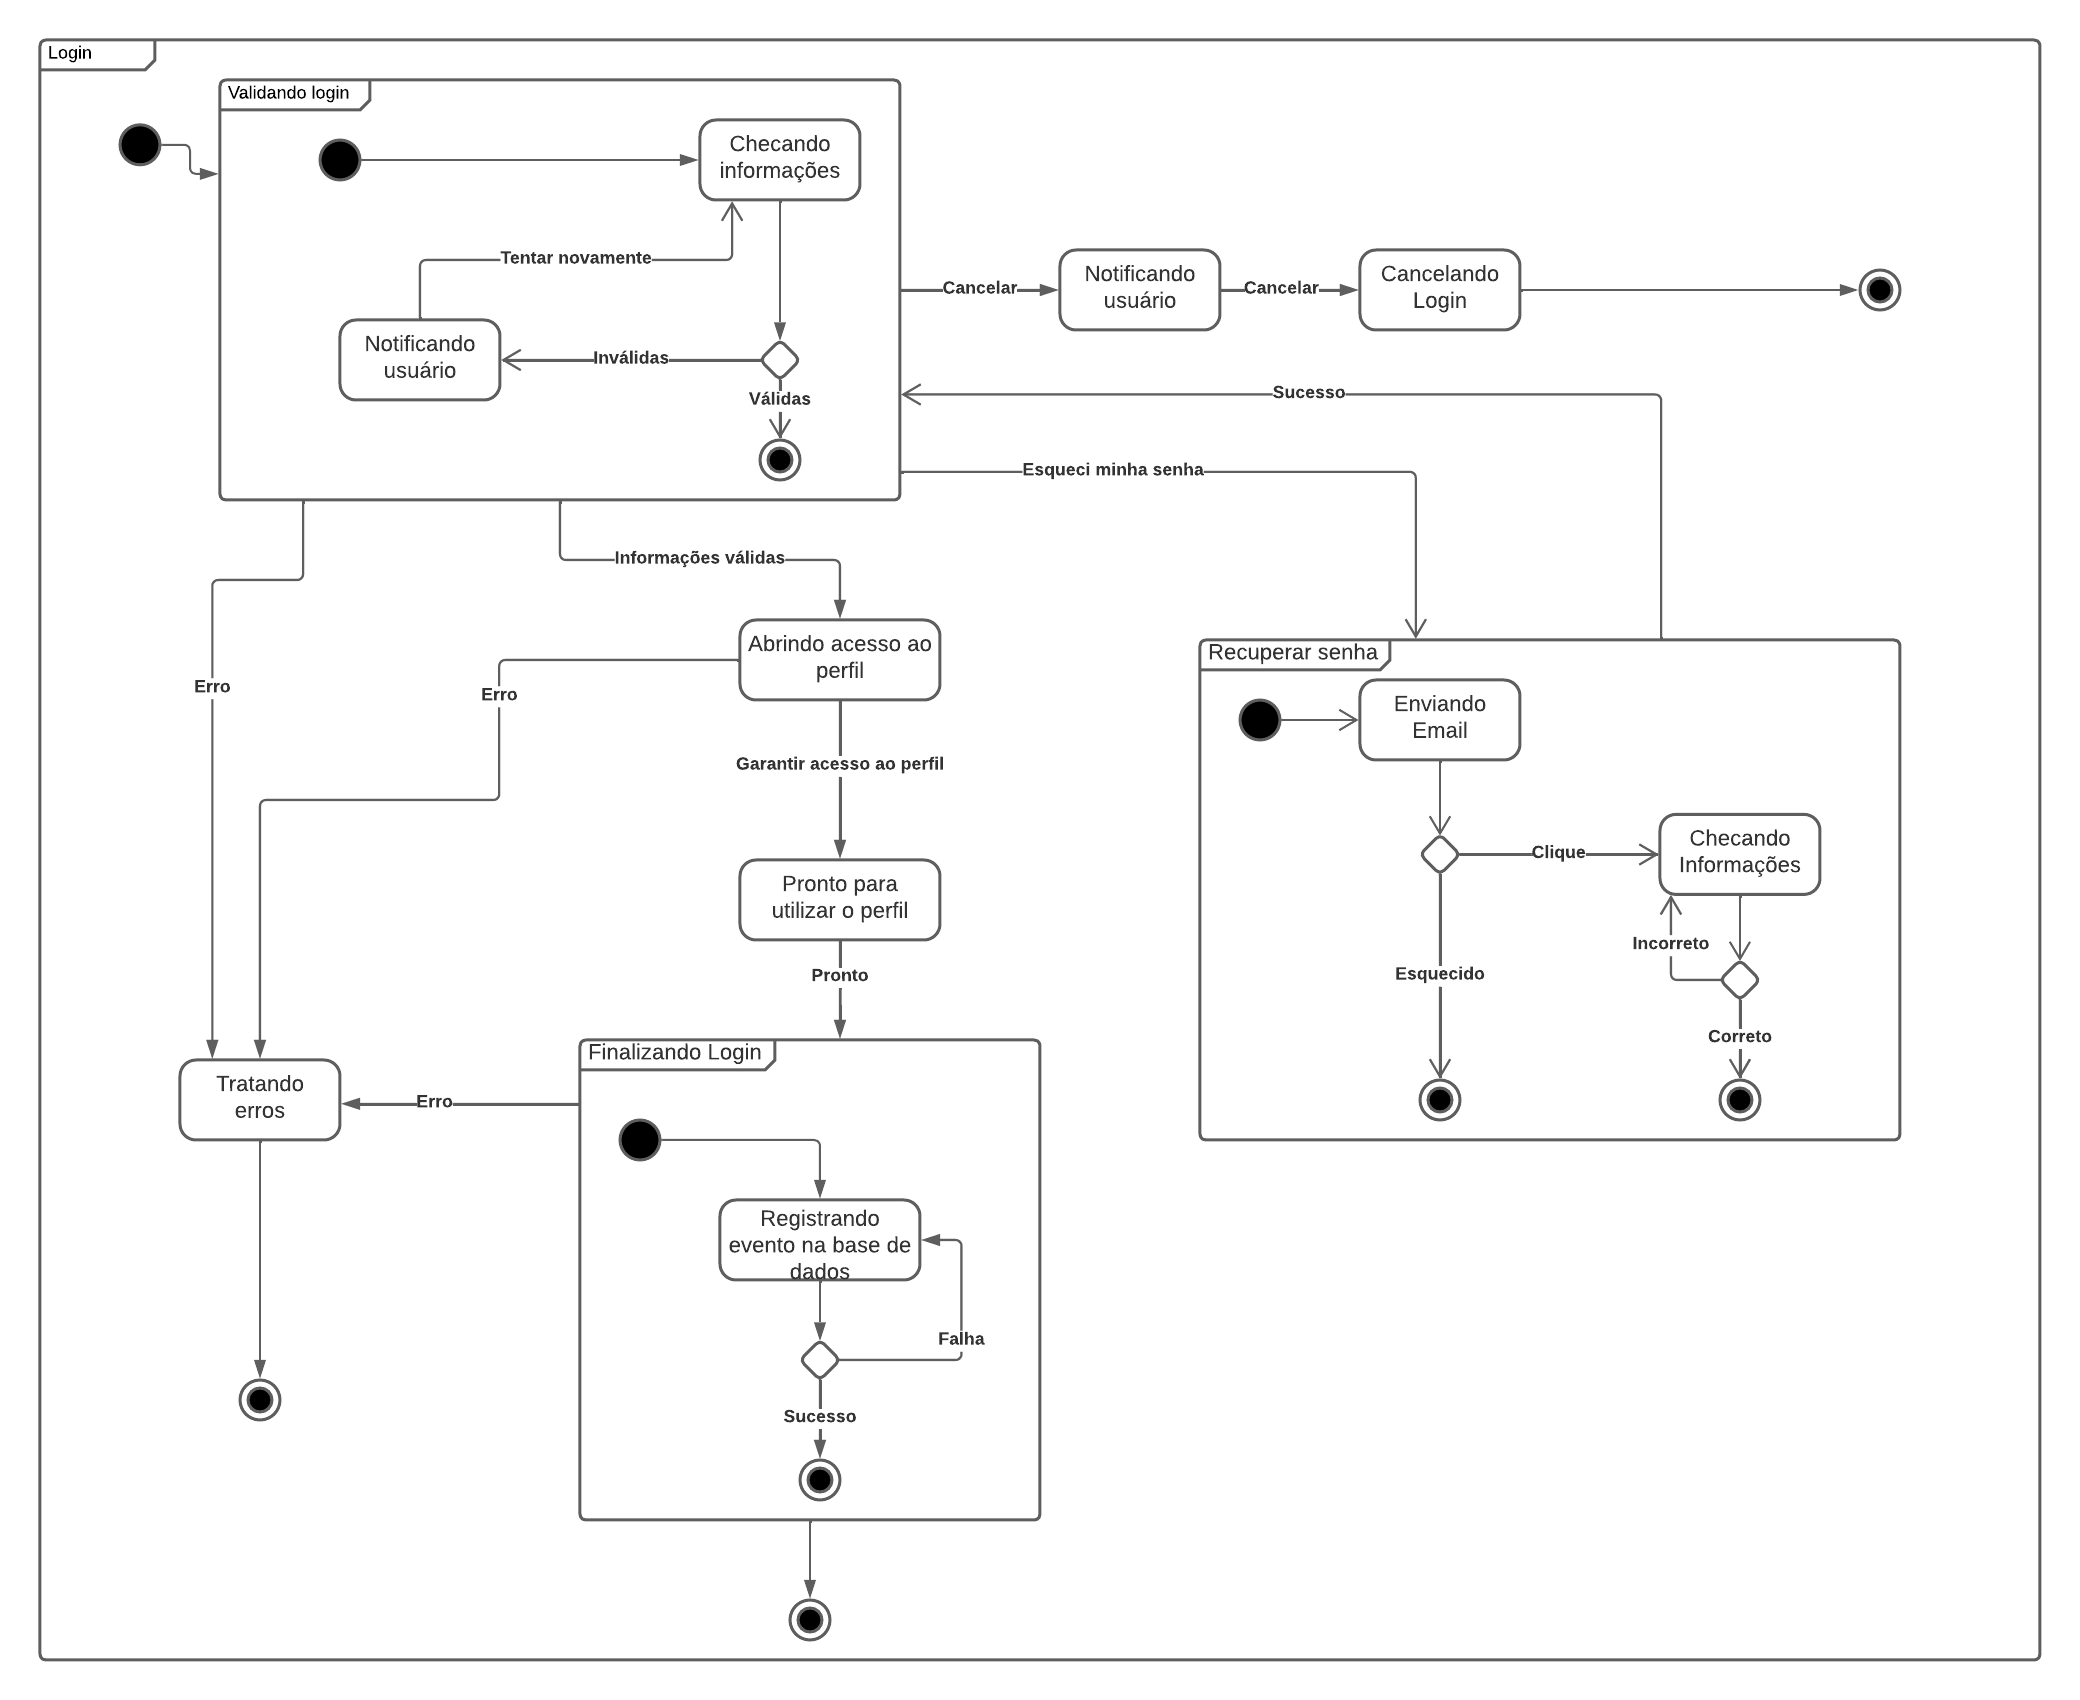 Login
Validando login
Checando
informações
Tentar novamente
Notificando
usuário
Inválidas
Válidas
Cancelar
Notificando
usuário
Cancelar
Cancelando
Login
Sucesso
Esqueci minha senha
Informações válidas
Erro
Erro
Abrindo acesso ao
perfil
Garantir acesso ao perfil
Pronto para
utilizar o perfil
Pronto
Recuperar senha
Enviando
Email
Clique
Checando
Informações
Incorreto
Esquecido
Correto
Tratando
erros
Erro
Finalizando Login
Registrando
evento na base de
dados
Falha
Sucesso